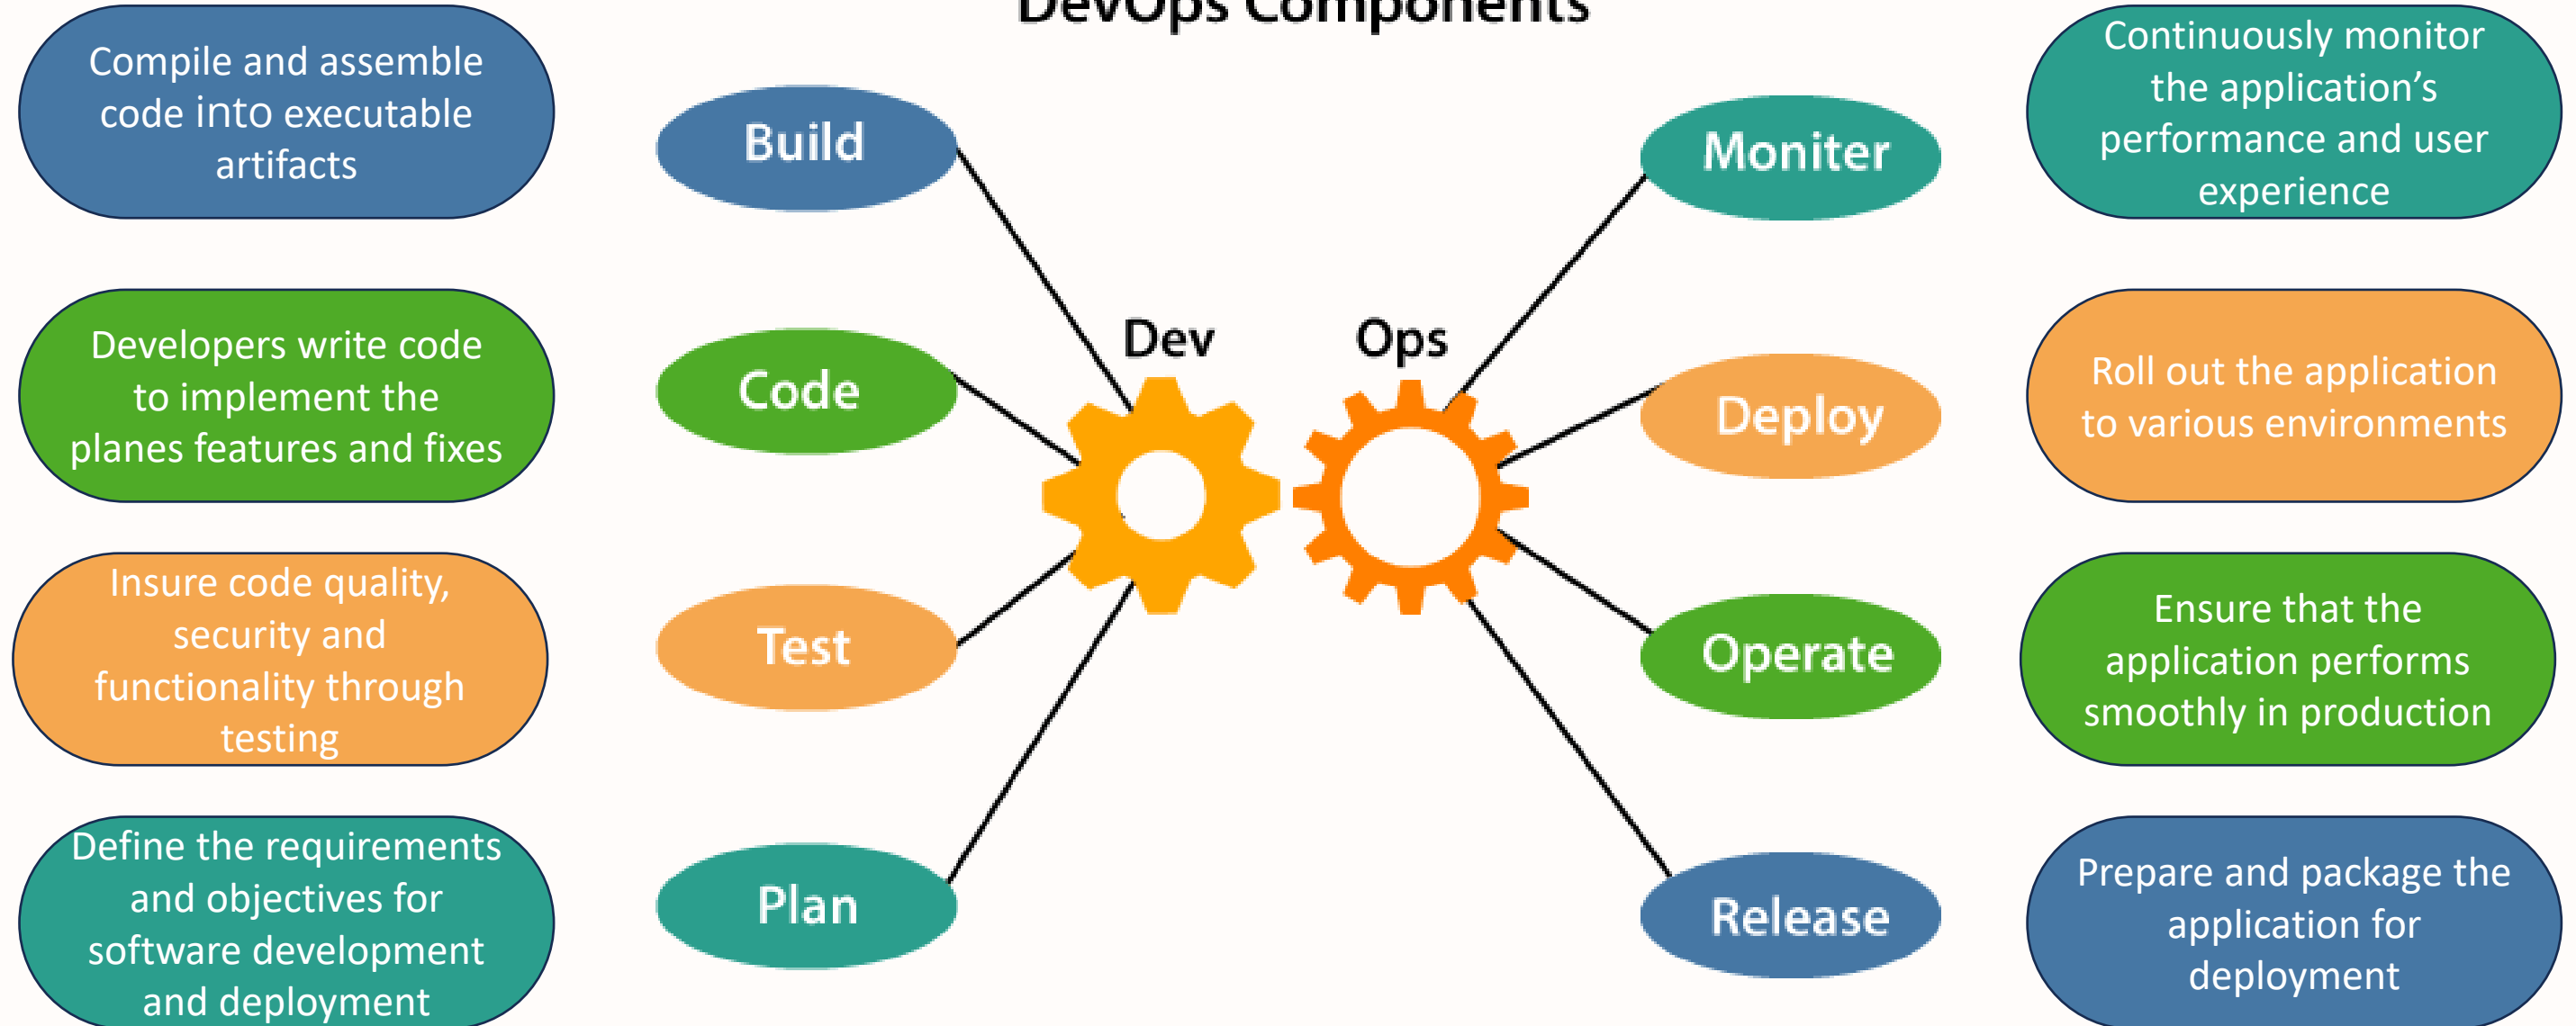 DevOps Components
Compile and assemble
code into executable
artifacts
Build
Moniter
Continuously monitor
the application’s
performance and user
experience
Developers write code
to implement the
planes features and fixes
Code
Dev
Ops
Deploy
Roll out the application
to various environments
Insure code quality,
security and
functionality through
testing
Test
Operate
Ensure that the
application performs
smoothly in production
Define the requirements
and objectives for
software development
and deployment
Plan
Release
Prepare and package the
application for
deployment